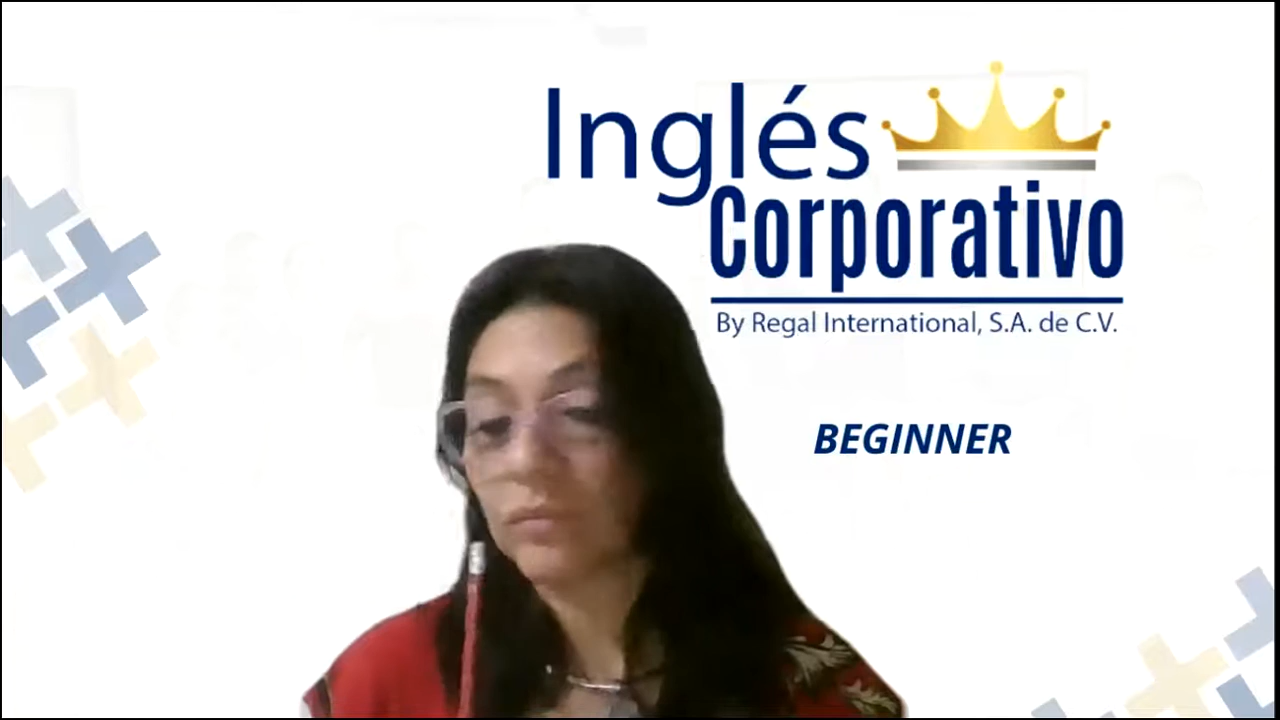 Inglés
Corporativo
By Regal International, S.A. de C.V.
BEGINNER